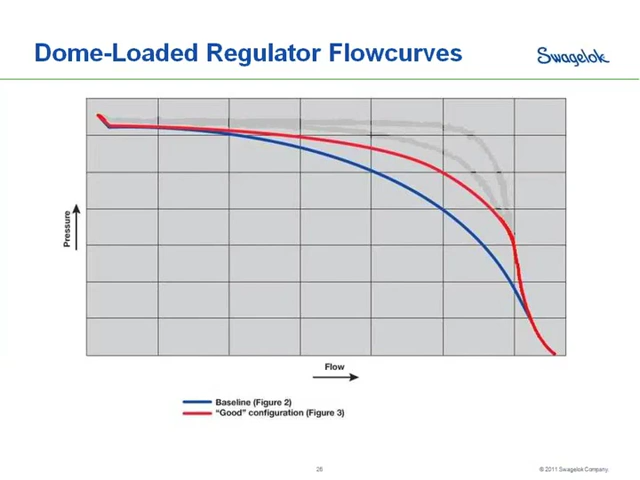 Dome-Loaded Regulator Flowcurves
Swagelok
Pressure
Flow
Baseline (Figure 2)
"Good" configuration (Figure 3)
26
© 2011 Swagelok Company.